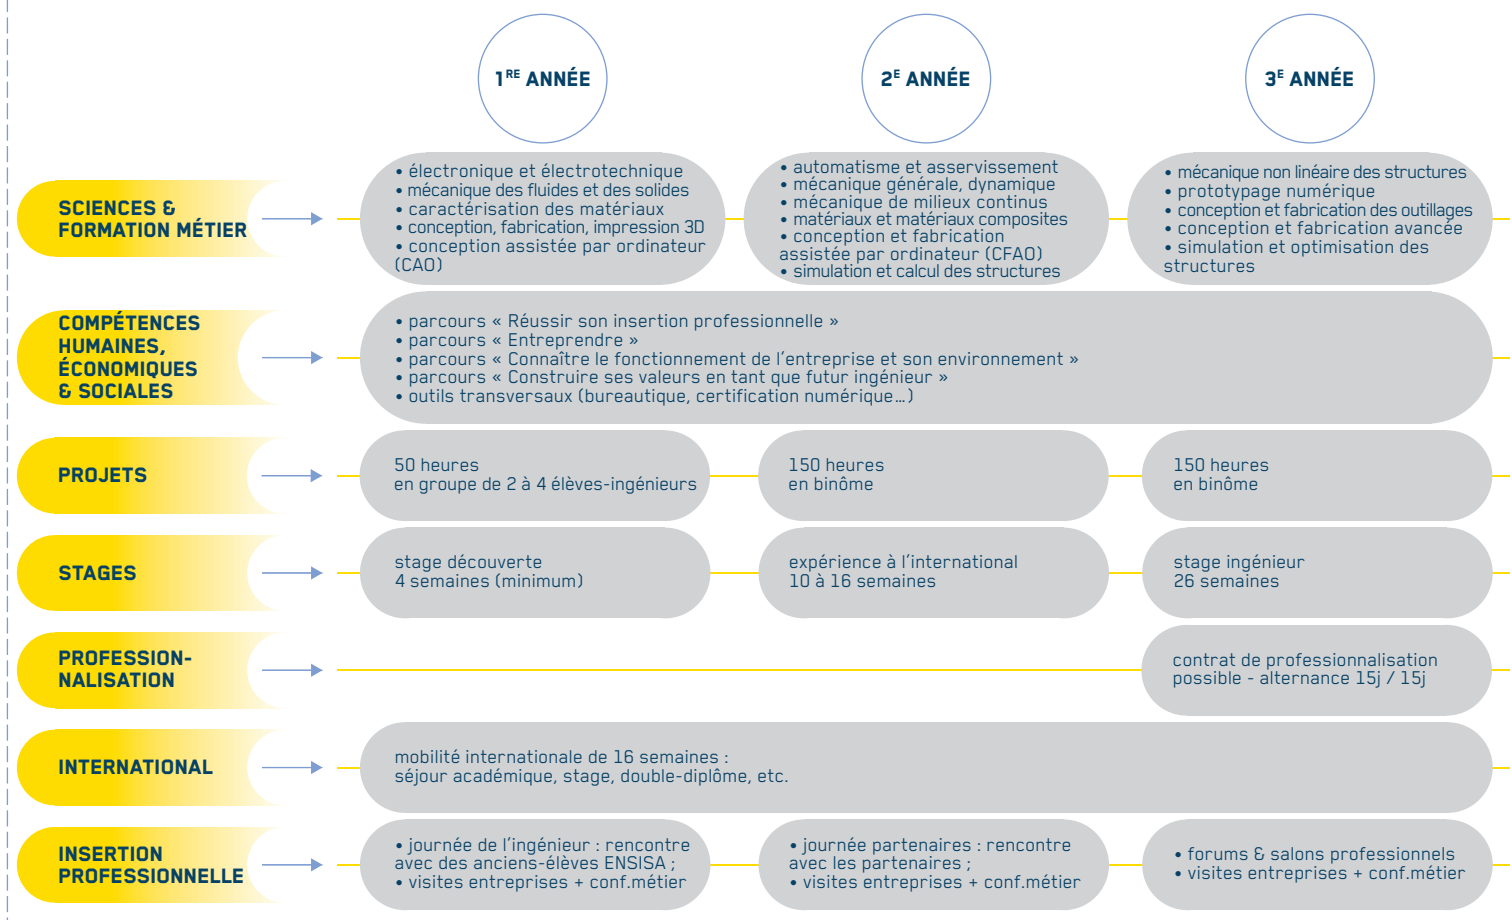 1RE ANNÉE
2E ANNÉE
3E ANNÉE
SCIENCES &
FORMATION MÉTIER
• électronique et électrotechnique
• mécanique des fluides et des solides
• caractérisation des matériaux
• conception, fabrication, impression 3D
• conception assistée par ordinateur
(CAO)
• automatisme et asservissement
• mécanique générale, dynamique
• mécanique de milieux continus
• matériaux et matériaux composites
• conception et fabrication
assistée par ordinateur (CFAO)
• simulation et calcul des structures
• mécanique non linéaire des structures
• prototypage numérique
• conception et fabrication des outillages
• conception et fabrication avancée
• simulation et optimisation des
structures
COMPÉTENCES
HUMAINES,
ÉCONOMIQUES
& SOCIALES
• parcours « Réussir son insertion professionnelle »
• parcours « Entreprendre »
• parcours « Connaître le fonctionnement de l'entreprise et son environnement »
• parcours « Construire ses valeurs en tant que futur ingénieur »
• outils transversaux (bureautique, certification numérique…)
PROJETS
50 heures
en groupe de 2 à 4 élèves-ingénieurs
150 heures
en binôme
150 heures
en binôme
STAGES
stage découverte
4 semaines (minimum)
expérience à l'international
10 à 16 semaines
stage ingénieur
26 semaines
PROFESSION-
NALISATION
contrat de professionnalisation
possible - alternance 15j / 15j
INTERNATIONAL
mobilité internationale de 16 semaines :
séjour académique, stage, double-diplôme, etc.
INSERTION
PROFESSIONNELLE
• journée de l'ingénieur : rencontre
avec des anciens-élèves ENSISA ;
• visites entreprises + conf.métier
• journée partenaires : rencontre
avec les partenaires ;
• visites entreprises + conf.métier
• forums & salons professionnels
• visites entreprises + conf.métier